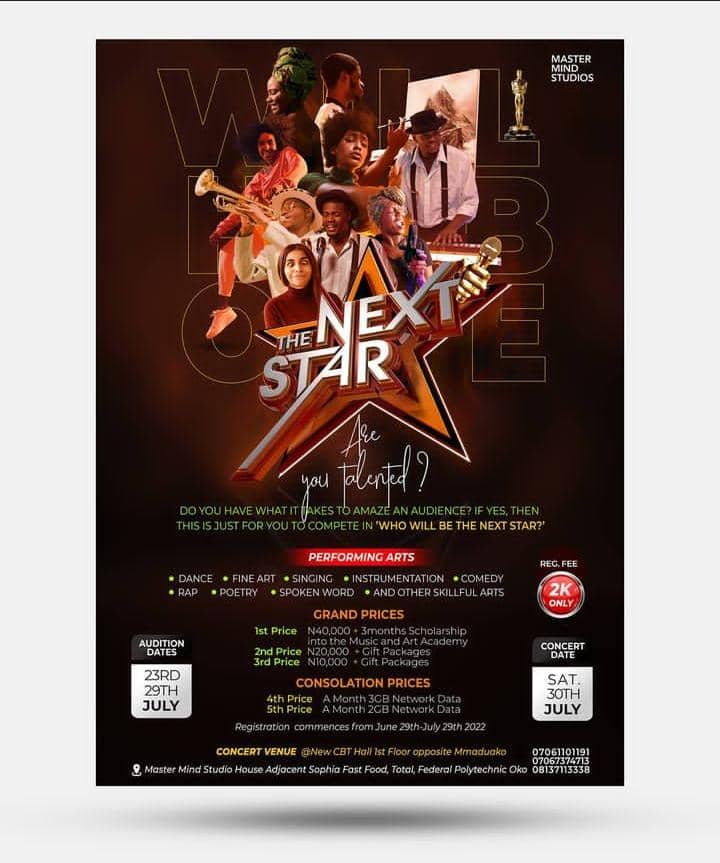 MASTER
MIND
STUDIOS
WILL
BE
THE NEXT
STAR
Are
you talented?
DO YOU HAVE WHAT IT TAKES TO AMAZE AN AUDIENCE? IF YES, THEN
THIS IS JUST FOR YOU TO COMPETE IN 'WHO WILL BE THE NEXT STAR?'
PERFORMING ARTS
• DANCE • FINE ART • SINGING • INSTRUMENTATION • COMEDY
• RAP • POETRY • SPOKEN WORD • AND OTHER SKILLFUL ARTS
REG. FEE
2K
ONLY
GRAND PRICES
1st Price N40,000 + 3months Scholarship
into the Music and Art Academy
2nd Price N20,000 + Gift Packages
3rd Price N10,000 + Gift Packages
AUDITION
DATES
23RD
29TH
JULY
CONCERT
DATE
SAT.
30TH
JULY
CONSOLATION PRICES
4th Price A Month 3GB Network Data
5th Price A Month 2GB Network Data
Registration commences from June 29th-July 29th 2022
CONCERT VENUE @New CBT Hall 1st Floor opposite Mmaduako
Master Mind Studio House Adjacent Sophia Fast Food, Total, Federal Polytechnic Oko
07061101191
07067374713
08137113338